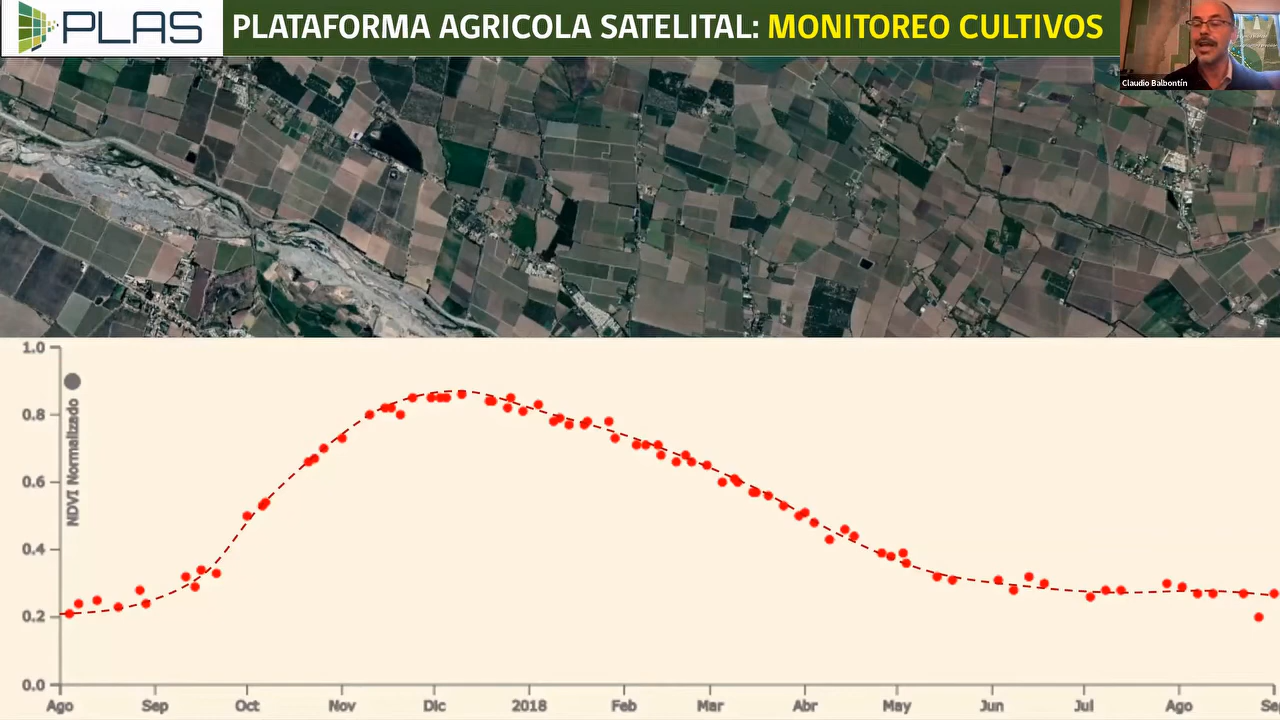 PLAS
PLATAFORMA AGRICOLA SATELITAL: MONITOREO CULTIVOS
Claudio Balbontín
1.0
0.8
0.6
0.4
0.2
0.0
NDVI Normalizado
Ago Sep Oct Nov Dic 2018 Feb Mar Abr May Jun Jul Ago Se